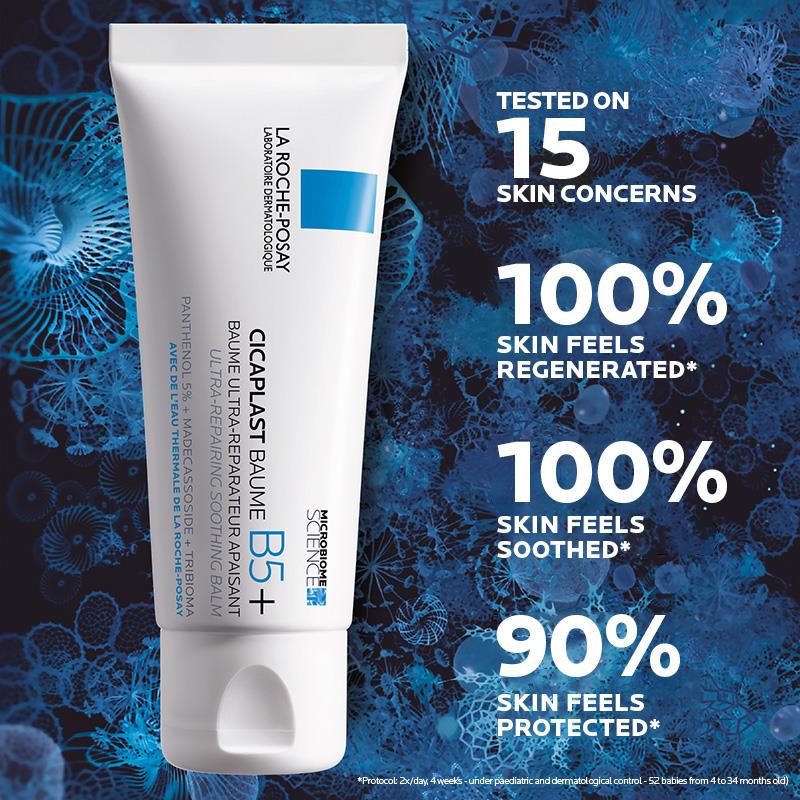 LA ROCHE-POSAY
LABORATOIRE DERMATOLOGIQUE
CICAPLAST BAUME B5+
BAUME ULTRA-RÉPARATEUR APAISANT
ULTRA-REPAIRING SOOTHING BALM
PANTHENOL 5% + MADECASSOSIDE + TRIBIOMA
AVEC DE L'EAU THERMALE DE LA ROCHE-POSAY
MICROBIOME
SCIENCE
TESTED ON
15
SKIN CONCERNS
100%
SKIN FEELS
REGENERATED*
100%
SKIN FEELS
SOOTHED*
90%
SKIN FEELS
PROTECTED*
*Protocol: 2x/day, 4 weeks - under paediatric and dermatological control - 52 babies from 4 to 34 months old)